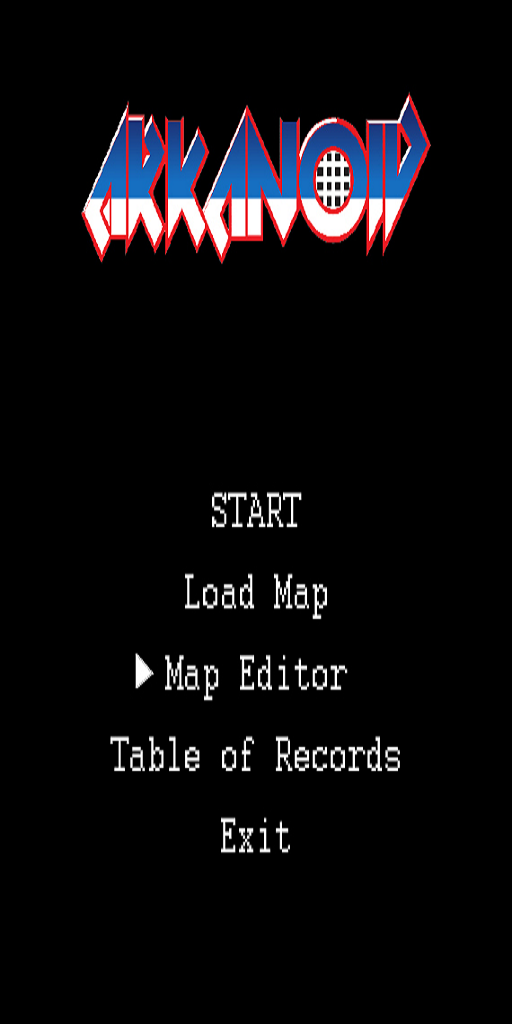 ARKANOID
START
Load Map
Map Editor
Table of Records
Exit